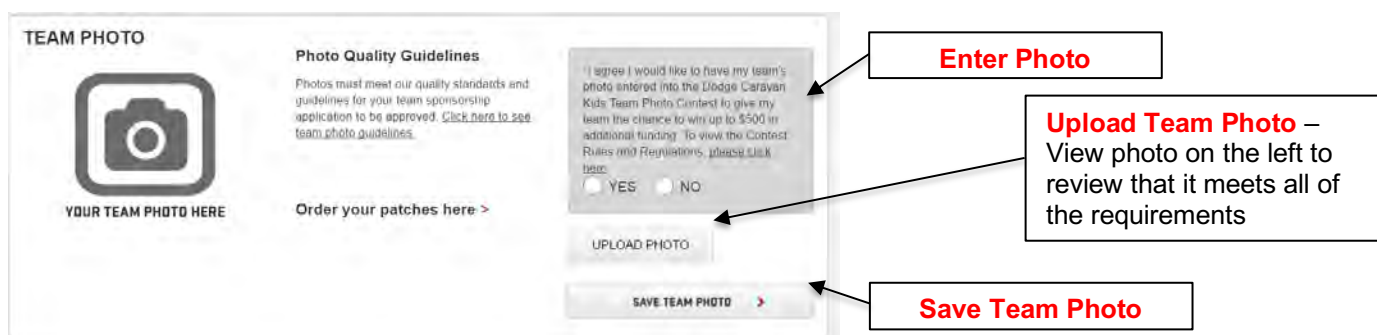 TEAM PHOTO
YOUR TEAM PHOTO HERE
Photo Quality Guidelines
Photos must meet our quality standards and
guidelines for your team sponsorship
application to be approved. Click here to see
team photo guidelines.
Order your patches here >
I agree I would like to have my team's
photo entered into the Dodge Caravan
Kids Team Photo Contest to give my
team the chance to win up to $500 in
additional funding. To view the Contest
Rules and Regulations, please click
here
YES NO
UPLOAD PHOTO
SAVE TEAM PHOTO >
Enter Photo
Upload Team Photo –
View photo on the left to
review that it meets all of
the requirements
Save Team Photo